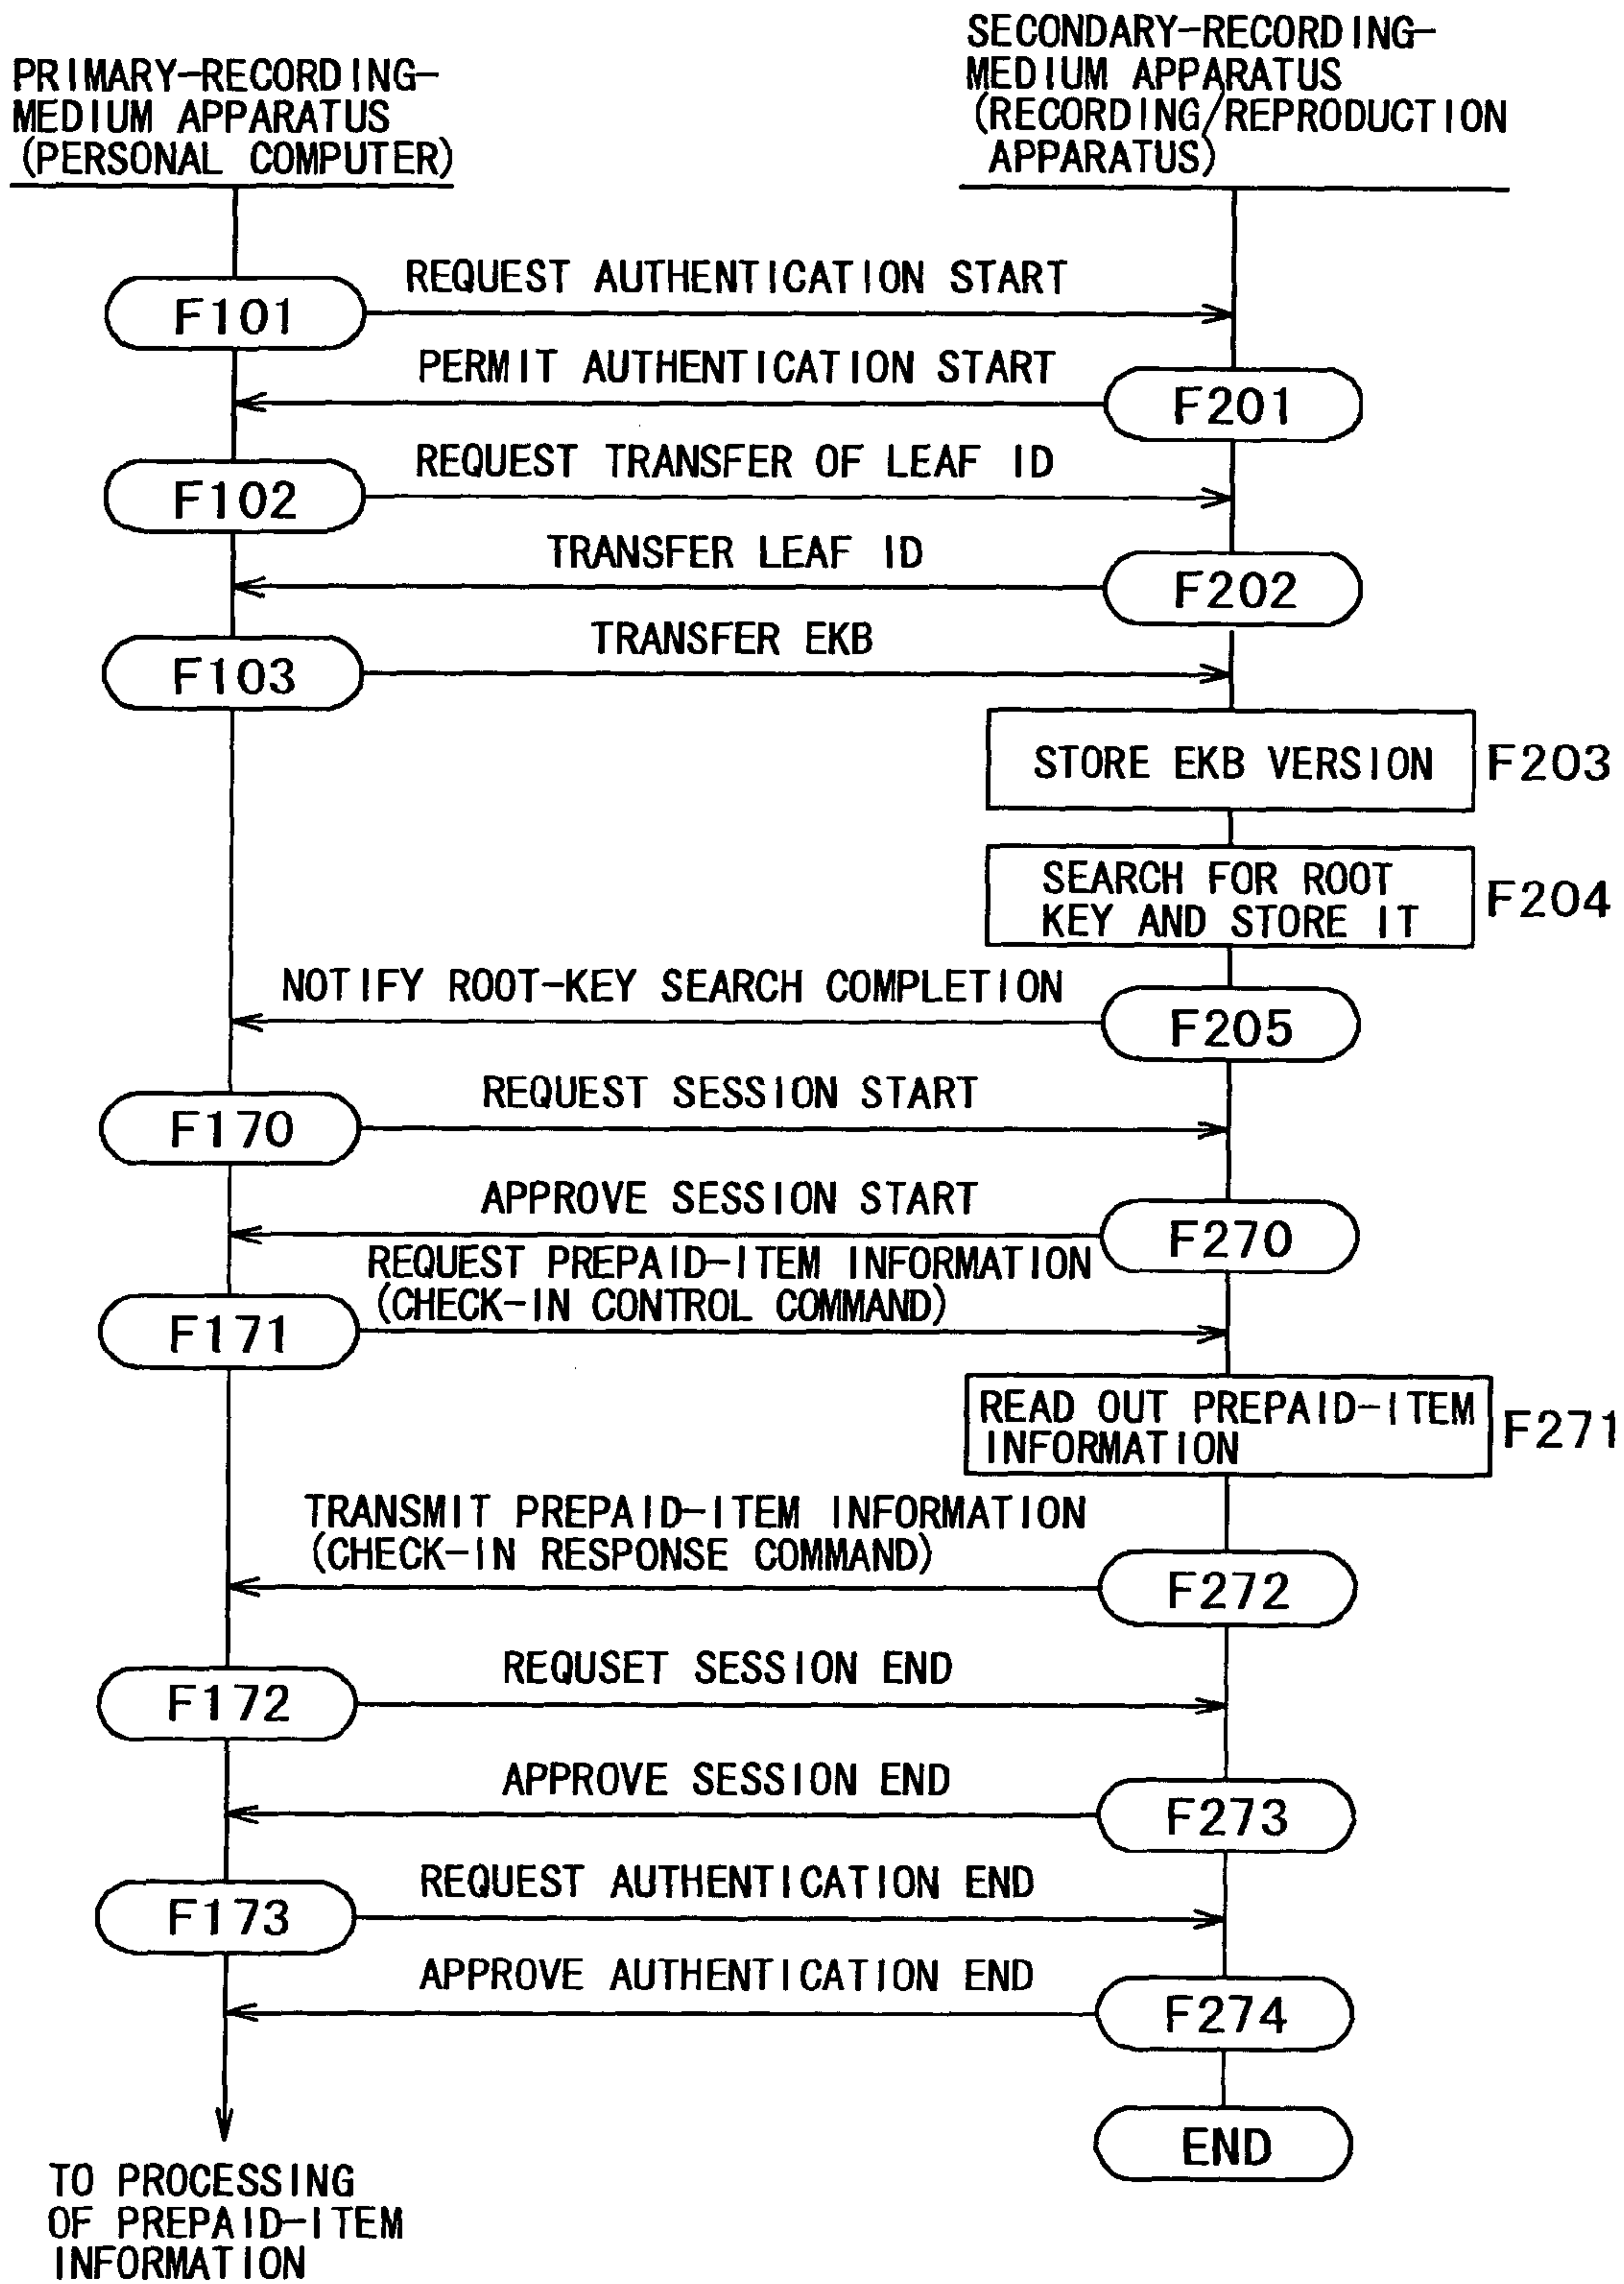 PRIMARY-RECORDING-
MEDIUM APPARATUS
(PERSONAL COMPUTER)
SECONDARY-RECORDING-
MEDIUM APPARATUS
(RECORDING/REPRODUCTION
APPARATUS)
REQUEST AUTHENTICATION START
F101
PERMIT AUTHENTICATION START
F201
REQUEST TRANSFER OF LEAF ID
F102
TRANSFER LEAF ID
F202
TRANSFER EKB
F103
STORE EKB VERSION
F203
SEARCH FOR ROOT
KEY AND STORE IT
F204
NOTIFY ROOT-KEY SEARCH COMPLETION
F205
REQUEST SESSION START
F170
APPROVE SESSION START
F270
REQUEST PREPAID-ITEM INFORMATION
(CHECK-IN CONTROL COMMAND)
F171
READ OUT PREPAID-ITEM
INFORMATION
F271
TRANSMIT PREPAID-ITEM INFORMATION
(CHECK-IN RESPONSE COMMAND)
F272
REQUSET SESSION END
F172
APPROVE SESSION END
F273
REQUEST AUTHENTICATION END
F173
APPROVE AUTHENTICATION END
F274
END
TO PROCESSING
OF PREPAID-ITEM
INFORMATION